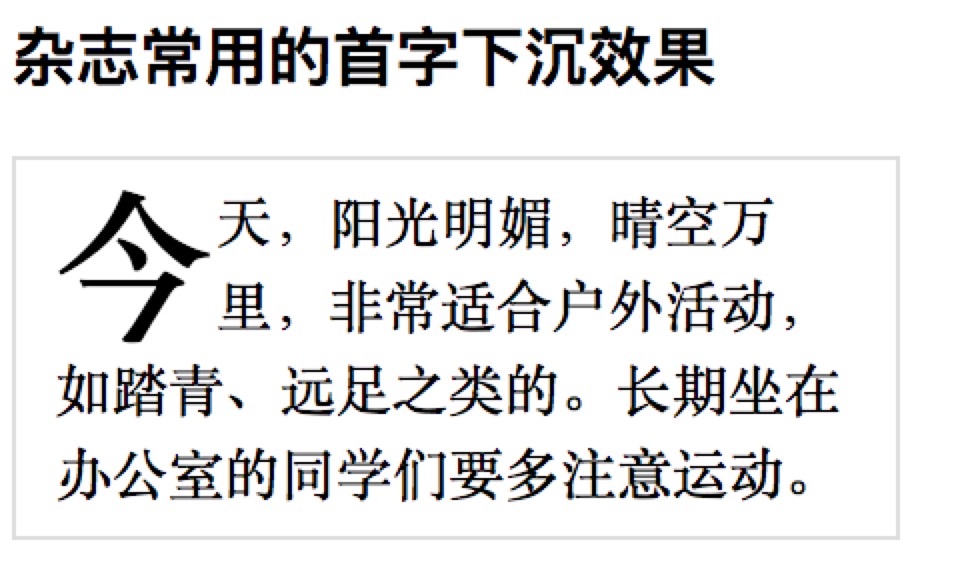 杂志常用的首字下沉效果
今天，阳光明媚，晴空万
里，非常适合户外活动，
如踏青、远足之类的。长期坐在
办公室的同学们要多注意运动。